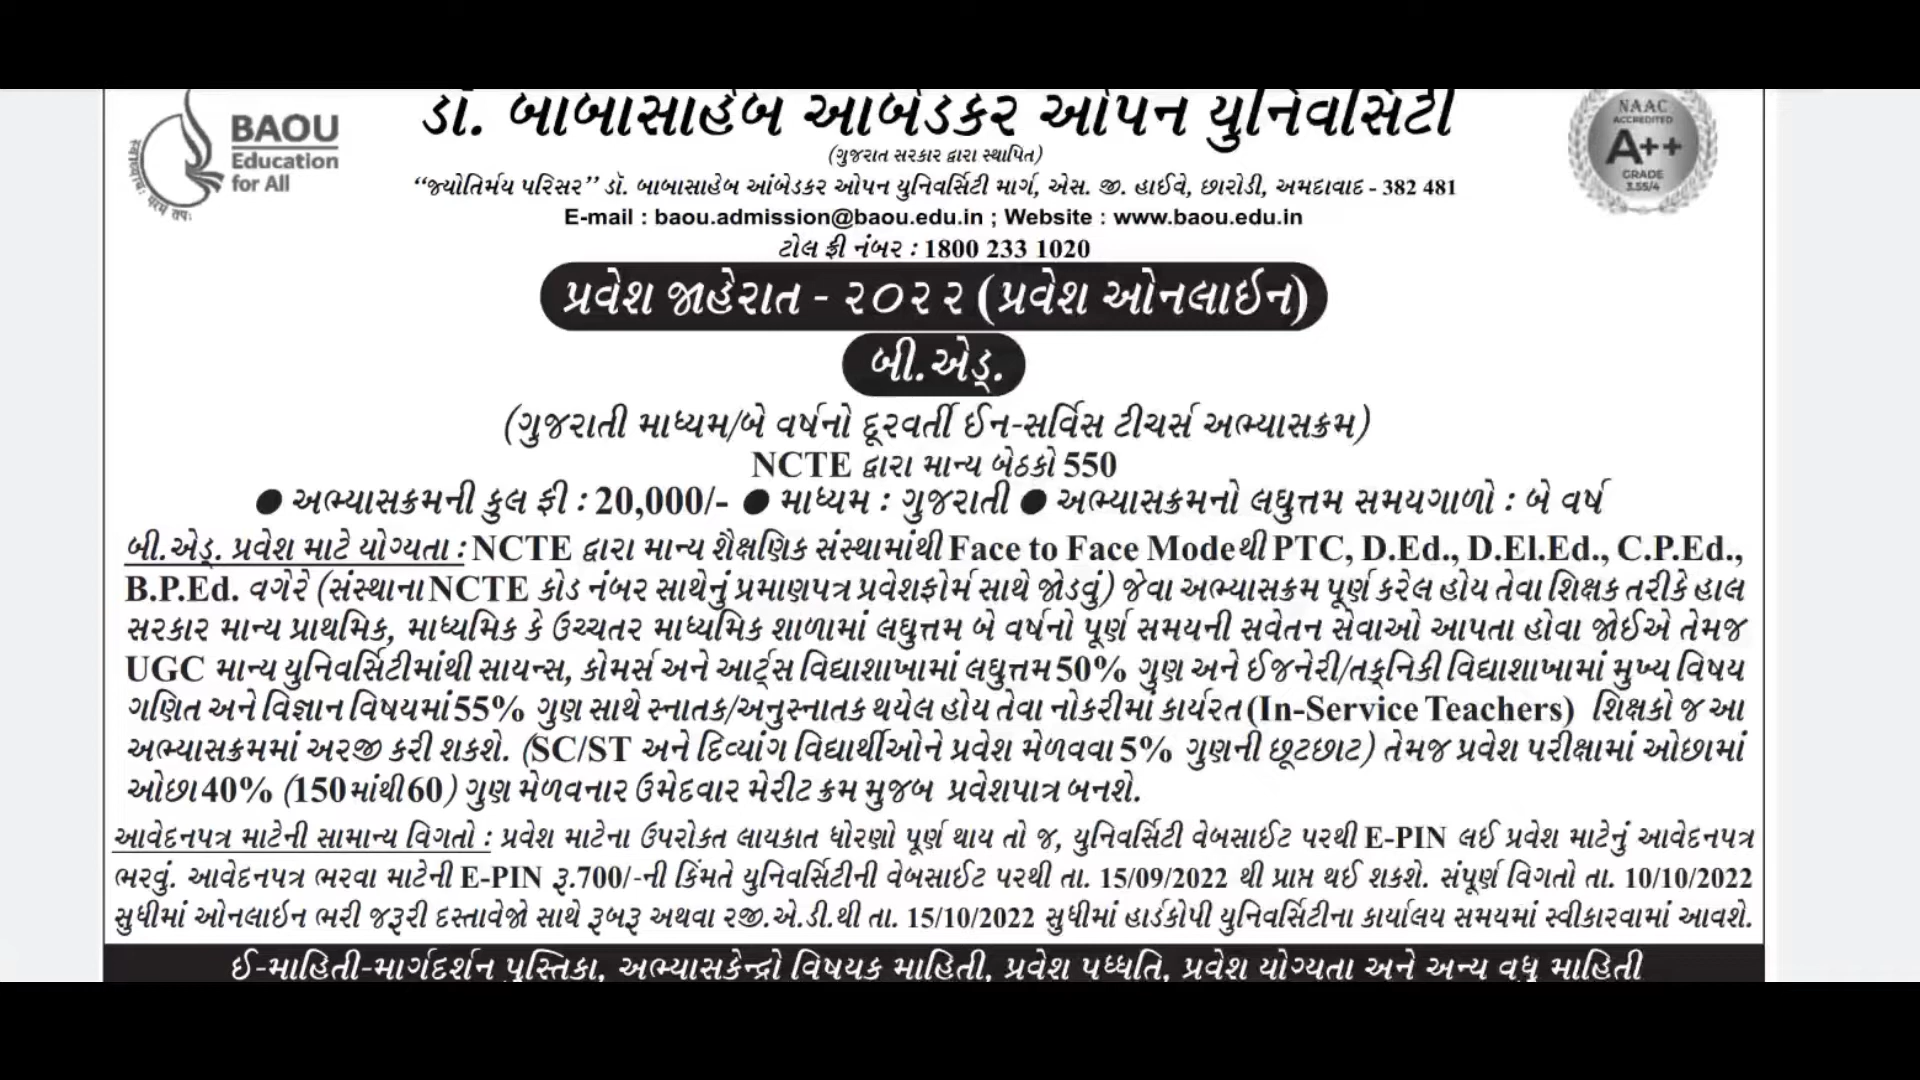 BAOU
Education
for All
સ્વાધ્યાયઃ પરમં તપઃ
ડૉ. બાબાસાહેબ આંબેડકર ઓપન યુનિવર્સિટી
(ગુજરાત સરકાર દ્વારા સ્થાપિત)
“જ્યોતિર્મય પરિસર” ડૉ. બાબાસાહેબ આંબેડકર ઓપન યુનિવર્સિટી માર્ગ, એસ. જી. હાઈવે, છારોડી, અમદાવાદ - 382 481
E-mail : baou.admission@baou.edu.in ; Website : www.baou.edu.in
ટોલ ફ્રી નંબર : 1800 233 1020
NAAC
ACCREDITED
A++
GRADE
3.55/4
પ્રવેશ જાહેરાત - ૨૦૨૨ (પ્રવેશ ઓનલાઈન)
બી.એડ્.
(ગુજરાતી માધ્યમ/બે વર્ષનો દૂરવર્તી ઈન-સર્વિસ ટીચર્સ અભ્યાસક્રમ)
NCTE દ્વારા માન્ય બેઠકો 550
● અભ્યાસક્રમની કુલ ફી : 20,000/- ● માધ્યમ : ગુજરાતી ● અભ્યાસક્રમનો લઘુત્તમ સમયગાળો : બે વર્ષ
બી.એડ્. પ્રવેશ માટે યોગ્યતા : NCTE દ્વારા માન્ય શૈક્ષણિક સંસ્થામાંથી Face to Face Mode થી PTC, D.Ed., D.El.Ed., C.P.Ed.,
B.P.Ed. વગેરે (સંસ્થાના NCTE કોડ નંબર સાથેનું પ્રમાણપત્ર પ્રવેશફોર્મ સાથે જોડવું) જેવા અભ્યાસક્રમ પૂર્ણ કરેલ હોય તેવા શિક્ષક તરીકે હાલ
સરકાર માન્ય પ્રાથમિક, માધ્યમિક કે ઉચ્ચતર માધ્યમિક શાળામાં લઘુત્તમ બે વર્ષનો પૂર્ણ સમયની સવેતન સેવાઓ આપતા હોવા જોઈએ તેમજ
UGC માન્ય યુનિવર્સિટીમાંથી સાયન્સ, કોમર્સ અને આર્ટ્સ વિદ્યાશાખામાં લઘુત્તમ 50% ગુણ અને ઈજનેરી/તક્નિકી વિદ્યાશાખામાં મુખ્ય વિષય
ગણિત અને વિજ્ઞાન વિષયમાં 55% ગુણ સાથે સ્નાતક/અનુસ્નાતક થયેલ હોય તેવા નોકરીમાં કાર્યરત (In-Service Teachers) શિક્ષકો જ આ
અભ્યાસક્રમમાં અરજી કરી શકશે. (SC/ST અને દિવ્યાંગ વિદ્યાર્થીઓને પ્રવેશ મેળવવા 5% ગુણની છૂટછાટ) તેમજ પ્રવેશ પરીક્ષામાં ઓછામાં
ઓછા 40% (150 માંથી 60) ગુણ મેળવનાર ઉમેદવાર મેરીટ ક્રમ મુજબ પ્રવેશપાત્ર બનશે.
આવેદનપત્ર માટેની સામાન્ય વિગતો : પ્રવેશ માટેના ઉપરોક્ત લાયકાત ધોરણો પૂર્ણ થાય તો જ, યુનિવર્સિટી વેબસાઈટ પરથી E-PIN લઈ પ્રવેશ માટેનું આવેદનપત્ર
ભરવું. આવેદનપત્ર ભરવા માટેની E-PIN રૂ.700/-ની કિંમતે યુનિવર્સિટીની વેબસાઈટ પરથી તા. 15/09/2022 થી પ્રાપ્ત થઈ શકશે. સંપૂર્ણ વિગતો તા. 10/10/2022
સુધીમાં ઓનલાઈન ભરી જરૂરી દસ્તાવેજો સાથે રૂબરૂ અથવા રજી.એ.ડી.થી તા. 15/10/2022 સુધીમાં હાર્ડકોપી યુનિવર્સિટીના કાર્યાલય સમયમાં સ્વીકારવામાં આવશે.
ઈ-માહિતી-માર્ગદર્શન પુસ્તિકા, અભ્યાસકેન્દ્રો વિષયક માહિતી, પ્રવેશ પધ્ધતિ, પ્રવેશ યોગ્યતા અને અન્ય વધુ માહિતી